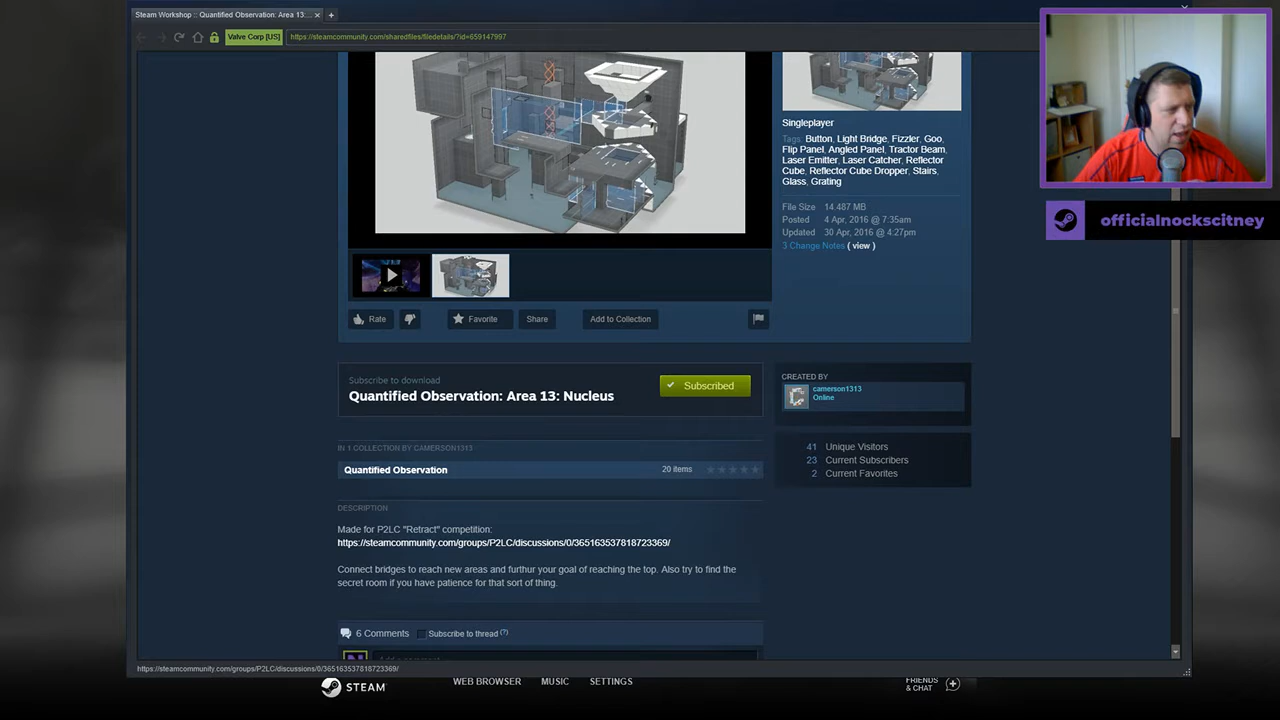 Steam Workshop :: Quantified Observation: Area 13:...
Valve Corp [US]
https://steamcommunity.com/sharedfiles/filedetails/?id=659147997
Singleplayer
Tags: Button, Light Bridge, Fizzler, Goo,
Flip Panel, Angled Panel, Tractor Beam,
Laser Emitter, Laser Catcher, Reflector
Cube, Reflector Cube Dropper, Stairs,
Glass, Grating
File Size 14.487 MB
Posted 4 Apr, 2016 @ 7:35am
Updated 30 Apr, 2016 @ 4:27pm
3 Change Notes ( view )
officialnockscitney
Rate
Favorite
Share
Add to Collection
Subscribe to download
Quantified Observation: Area 13: Nucleus
Subscribed
CREATED BY
camerson1313
Online
41 Unique Visitors
23 Current Subscribers
2 Current Favorites
IN 1 COLLECTION BY CAMERSON1313
Quantified Observation 20 items
DESCRIPTION
Made for P2LC "Retract" competition:
https://steamcommunity.com/groups/P2LC/discussions/0/365163537818723369/
Connect bridges to reach new areas and furthur your goal of reaching the top. Also try to find the
secret room if you have patience for that sort of thing.
6 Comments Subscribe to thread (?)
https://steamcommunity.com/groups/P2LC/discussions/0/365163537818723369/
STEAM
WEB BROWSER
MUSIC
SETTINGS
FRIENDS
& CHAT